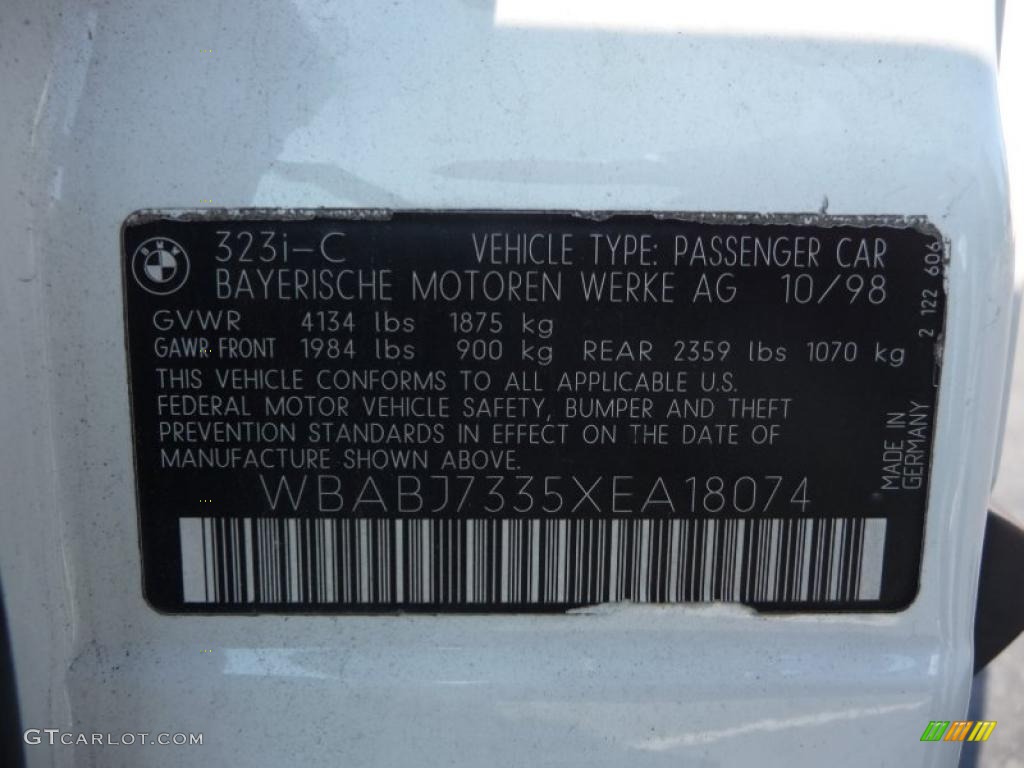 BMW
323i-C VEHICLE TYPE: PASSENGER CAR
BAYERISCHE MOTOREN WERKE AG 10/98
GVWR 4134 lbs 1875 kg
GAWR FRONT 1984 lbs 900 kg REAR 2359 lbs 1070 kg
THIS VEHICLE CONFORMS TO ALL APPLICABLE U.S.
FEDERAL MOTOR VEHICLE SAFETY, BUMPER AND THEFT
PREVENTION STANDARDS IN EFFECT ON THE DATE OF
MANUFACTURE SHOWN ABOVE.
WBABJ7335XEA18074
MADE IN
GERMANY
2 122 606
GTCARLOT.COM